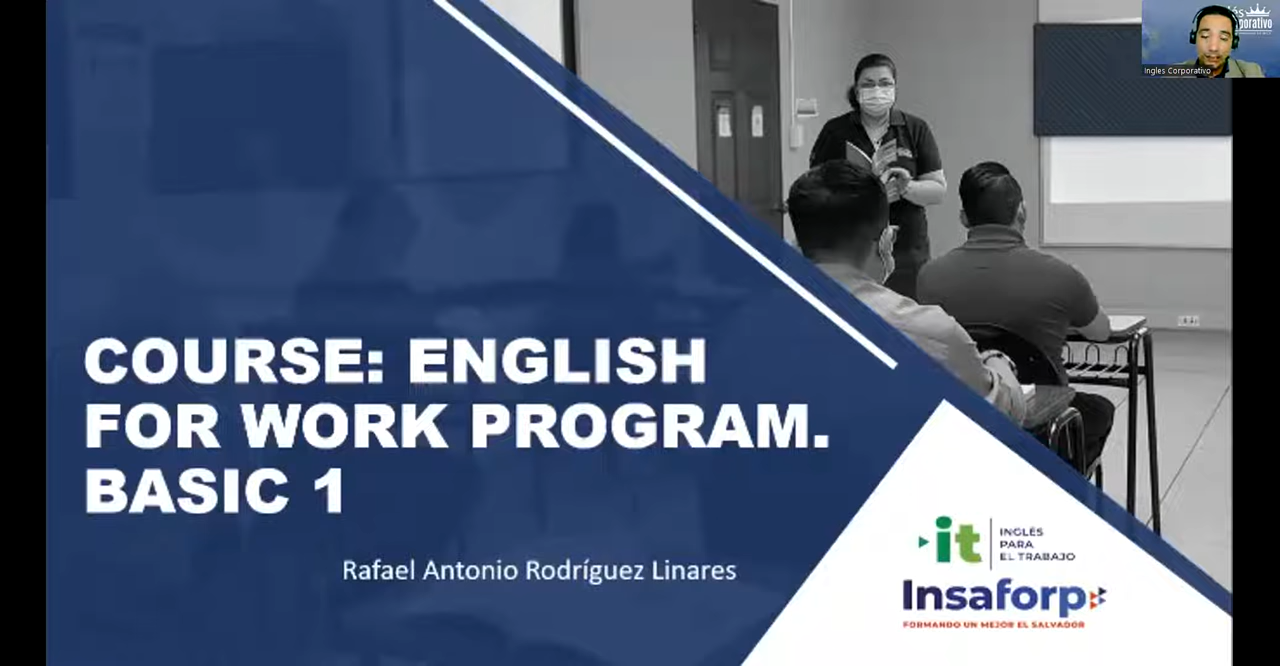 Ingles Corporativo
COURSE: ENGLISH
FOR WORK PROGRAM.
BASIC 1
Rafael Antonio Rodríguez Linares
it
INGLÉS
PARA
EL TRABAJO
Insaforp
FORMANDO UN MEJOR EL SALVADOR